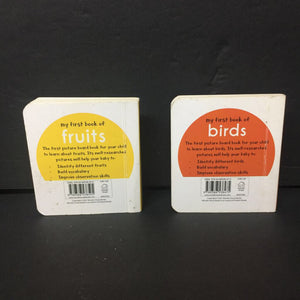 my first book of
fruits
The first picture board book for your child
to learn about fruits. Its well-researched
pictures will help your baby to:
Identify different fruits
Build vocabulary
Improve observation skills
my first book of
birds
The first picture board book for your child
to learn about birds. Its well-researched
pictures will help your baby to:
Identify different birds
Build vocabulary
Improve observation skills